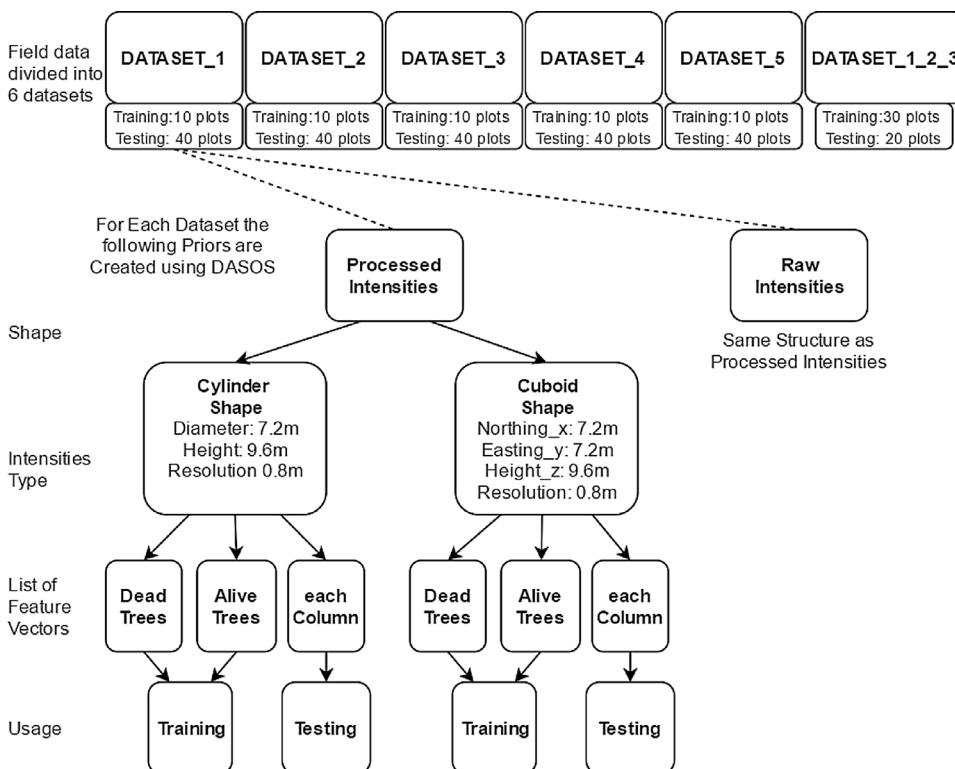 Field data
divided into
6 datasets
DATASET_1
DATASET_2
DATASET_3
DATASET_4
DATASET_5
DATASET_1_2_3
Training:10 plots
Testing: 40 plots
Training:10 plots
Testing: 40 plots
Training:10 plots
Testing: 40 plots
Training:10 plots
Testing: 40 plots
Training:10 plots
Testing: 40 plots
Training:30 plots
Testing: 20 plots
For Each Dataset the
following Priors are
Created using DASOS
Processed
Intensities
Raw
Intensities
Same Structure as
Processed Intensities
Shape
Cylinder
Shape
Diameter: 7.2m
Height: 9.6m
Resolution 0.8m
Cuboid
Shape
Northing_x: 7.2m
Easting_y: 7.2m
Height_z: 9.6m
Resolution: 0.8m
Intensities
Type
List of
Feature
Vectors
Dead
Trees
Alive
Trees
each
Column
Dead
Trees
Alive
Trees
each
Column
Usage
Training
Testing
Training
Testing